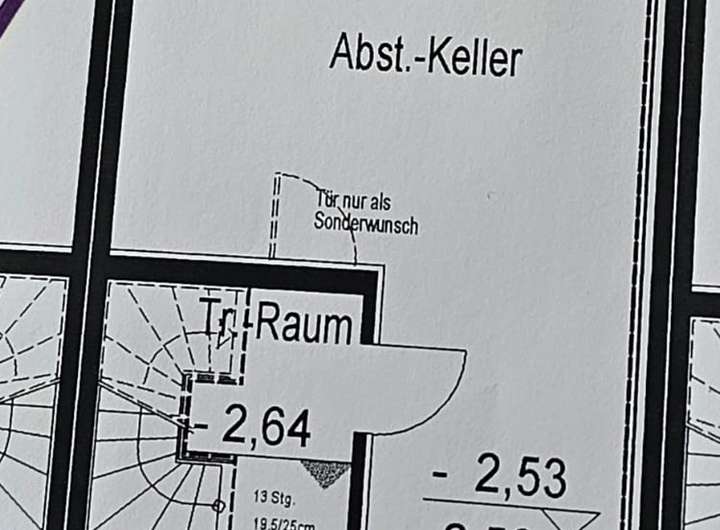 Abst.-Keller
Tür nur als
Sonderwunsch
Tr.-Raum
- 2,64
- 2,53
13 Stg.
19,5/25cm